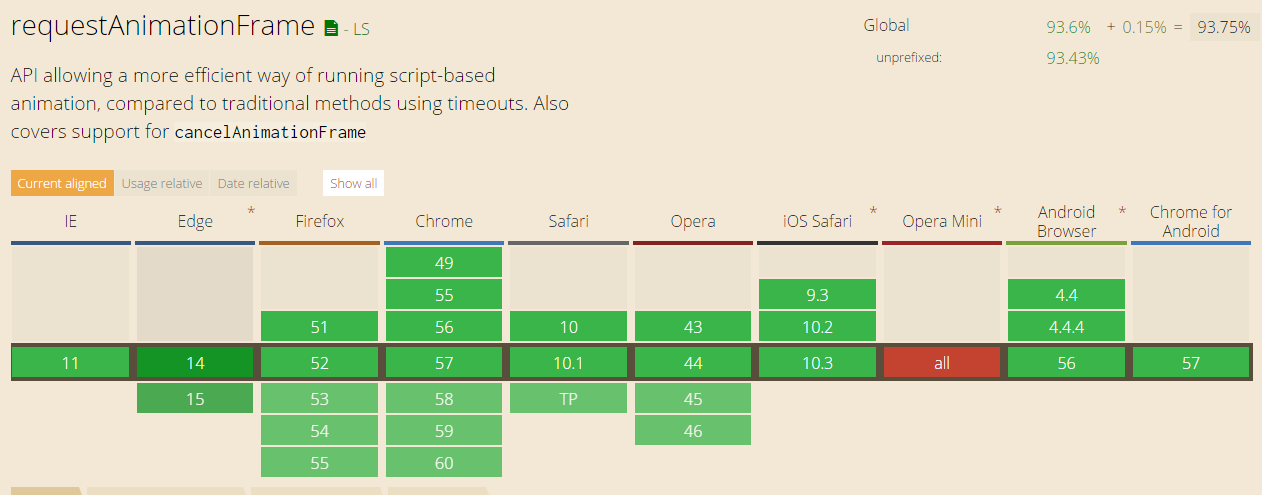 requestAnimationFrame - LS
Global 93.6% + 0.15% = 93.75%
unprefixed: 93.43%
API allowing a more efficient way of running script-based
animation, compared to traditional methods using timeouts. Also
covers support for cancelAnimationFrame
Current aligned Usage relative Date relative Show all
IE Edge * Firefox Chrome Safari Opera iOS Safari * Opera Mini * Android Browser * Chrome for Android
49
55 9.3 4.4
51 56 10 43 10.2 4.4.4
11 14 52 57 10.1 44 10.3 all 56 57
15 53 58 TP 45
54 59 46
55 60